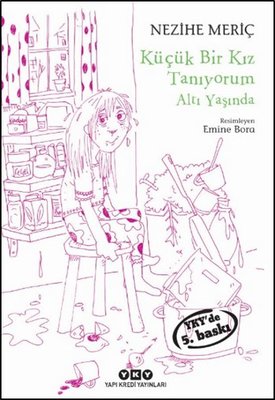 NEZİHE MERİÇ
Küçük Bir Kız
Tanıyorum
Altı Yaşında
Resimleyen
Emine Bora
YKY'de
5. baskı
YKY
YAPI KREDİ YAYINLARI